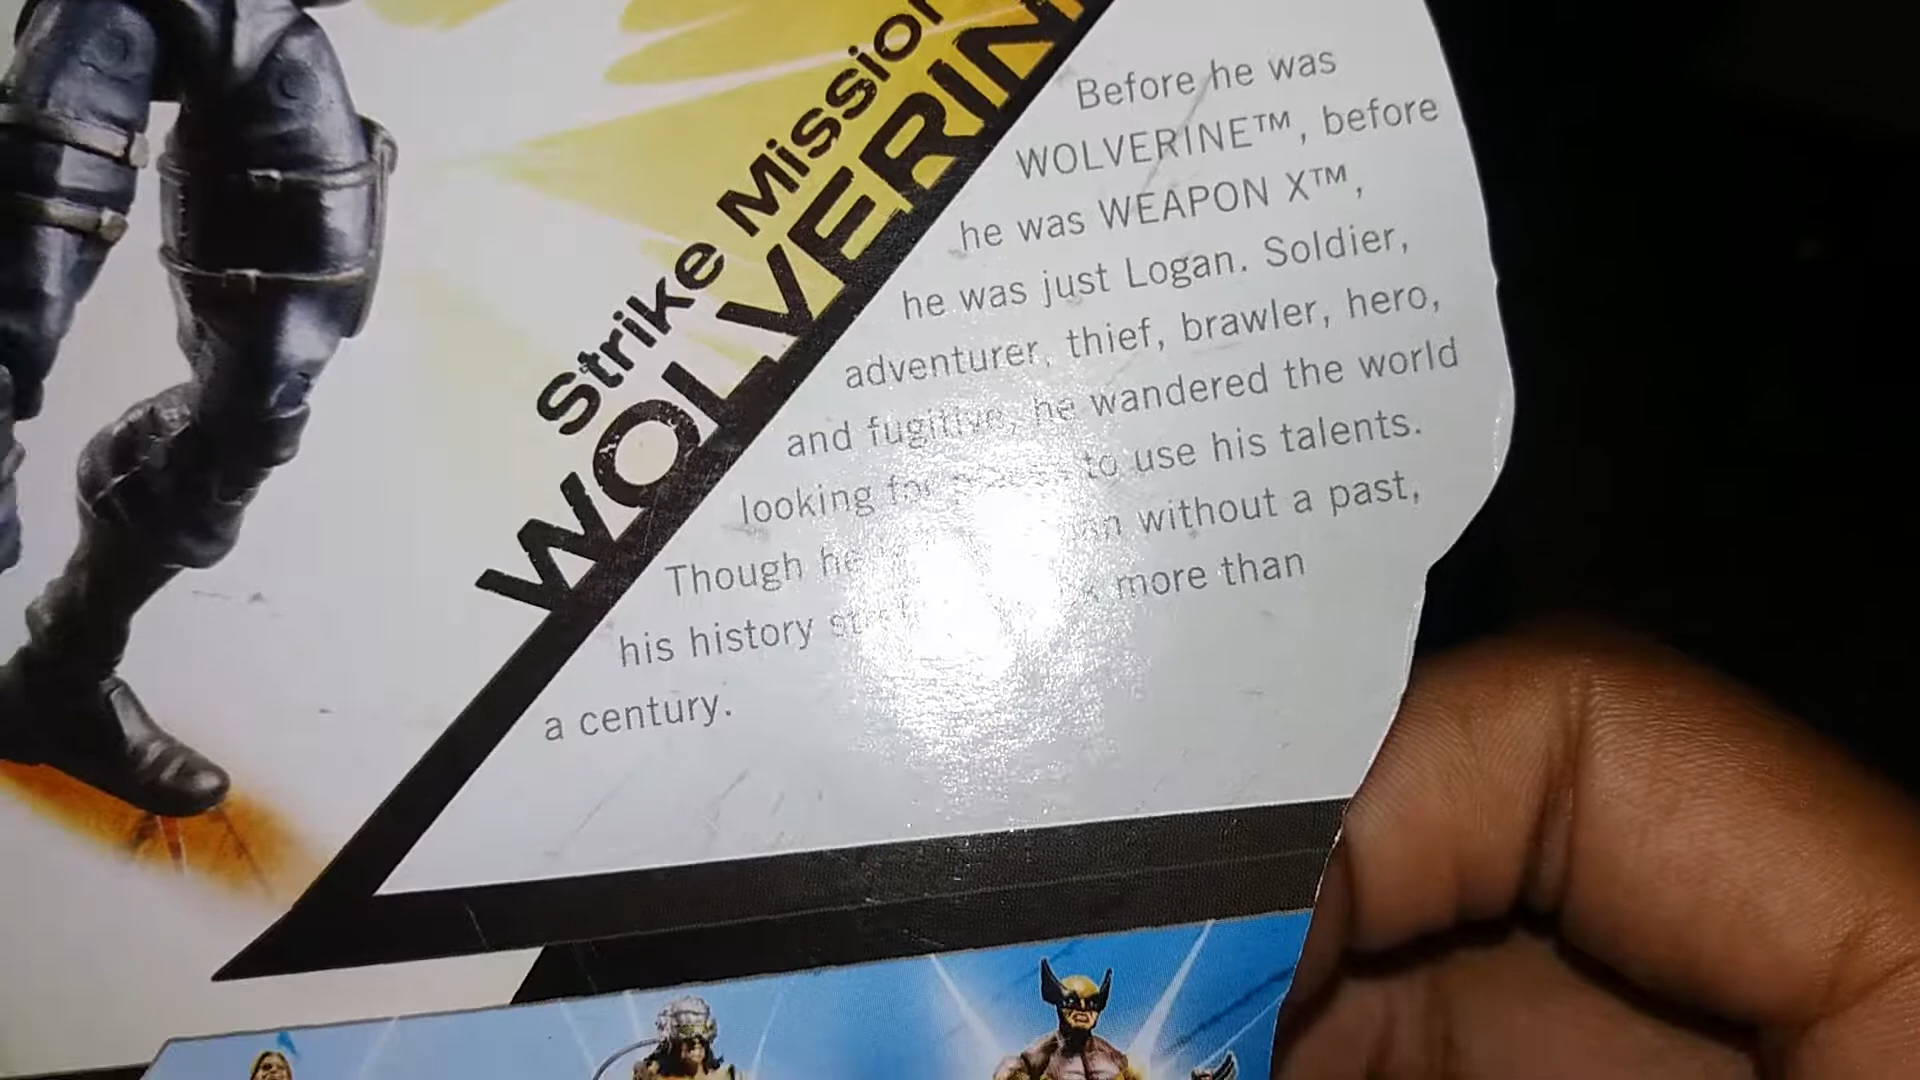 Strike Mission
WOLVERIN
Before he was
WOLVERINE™, before
he was WEAPON X™,
he was just Logan. Soldier,
adventurer, thief, brawler, hero,
and fugitive, he wandered the world
looking for to use his talents.
Though he without a past,
his history more than
a century.